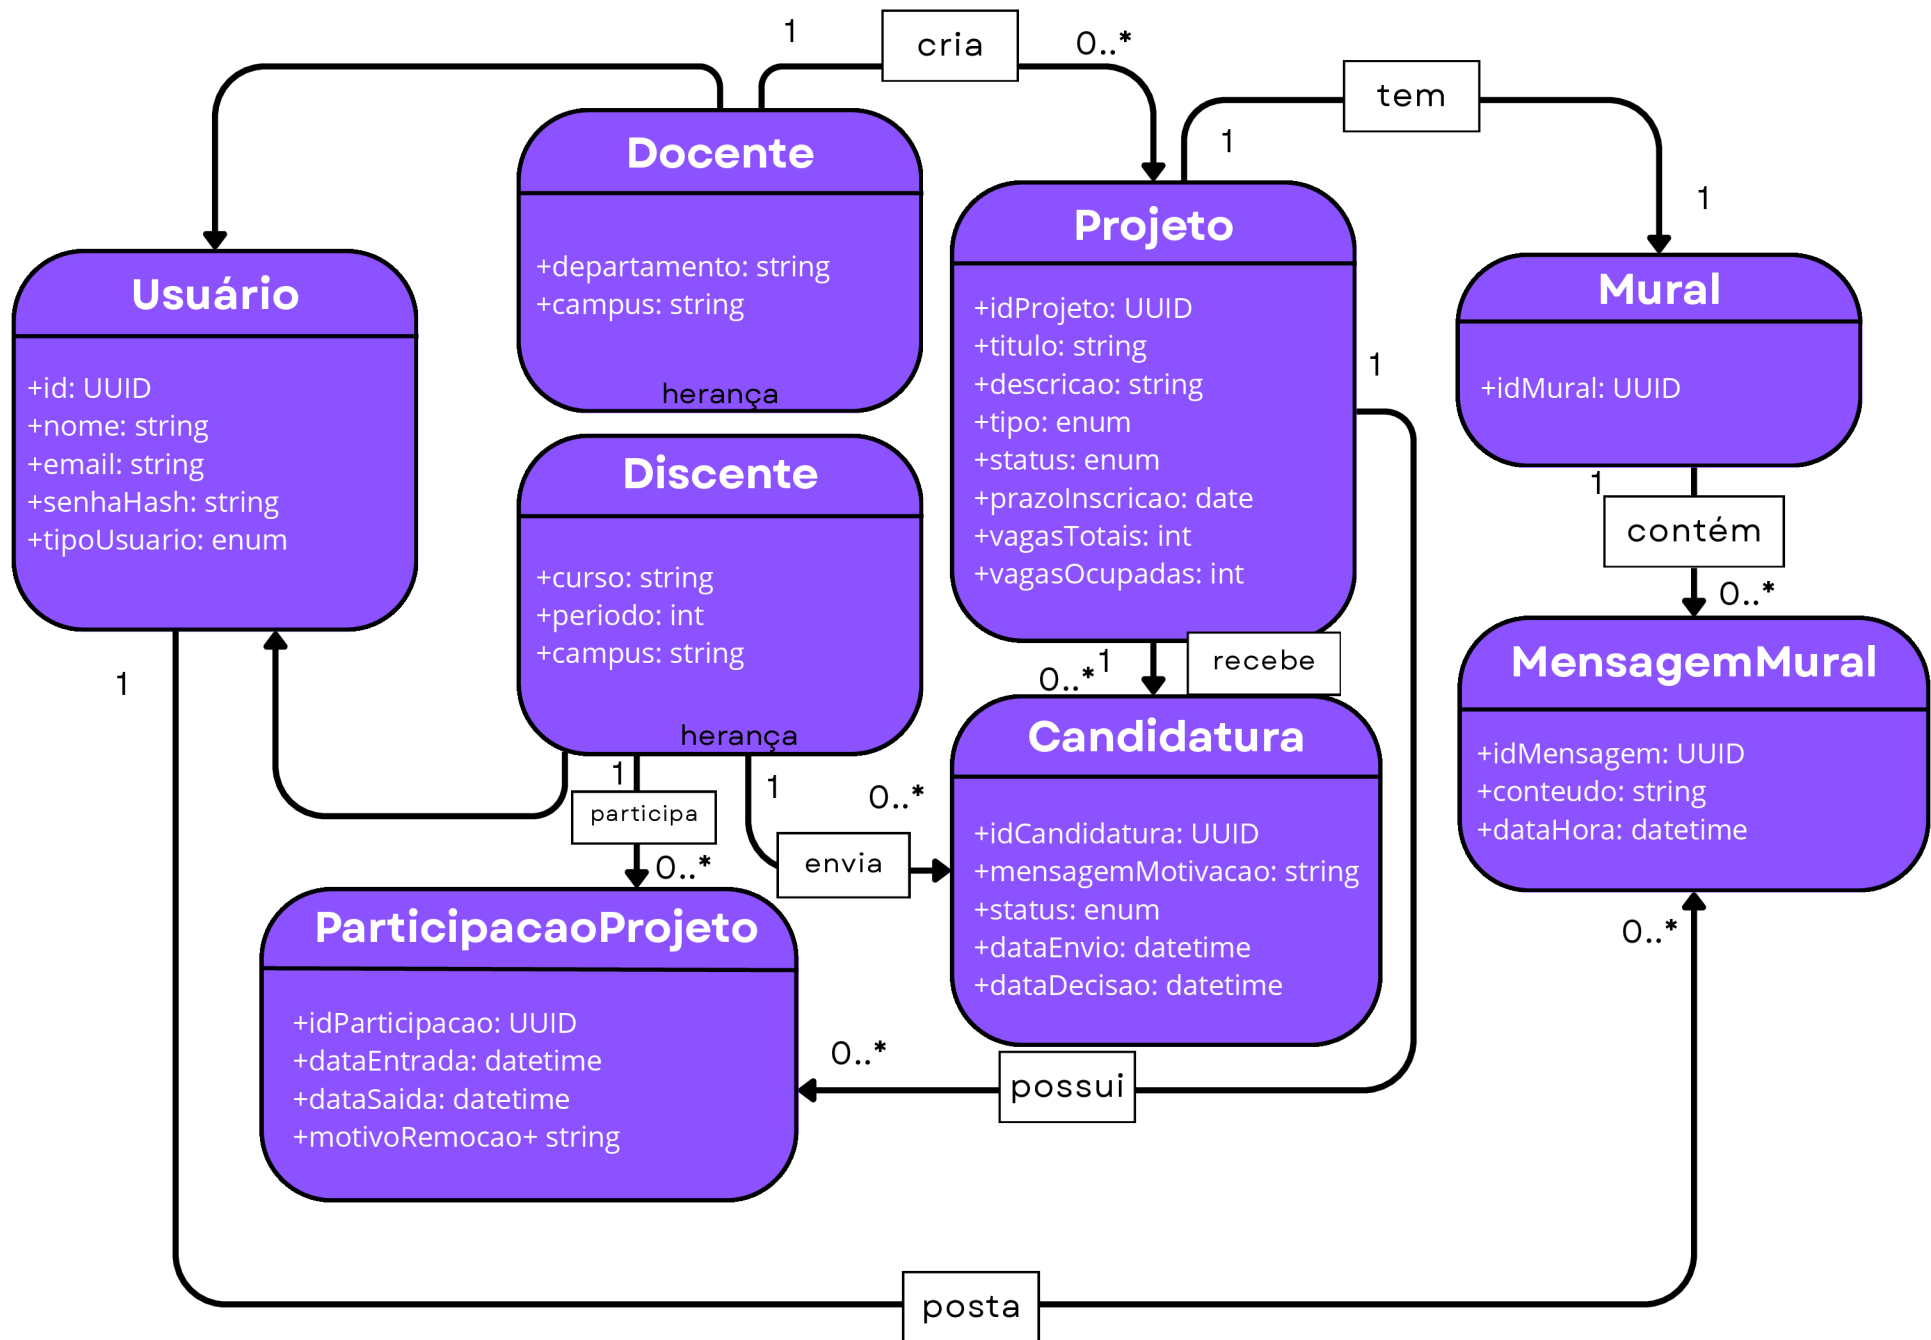 1
cria
0..*
tem
1
1
Docente
+departamento: string
+campus: string
herança
Projeto
+idProjeto: UUID
+titulo: string
+descricao: string
+tipo: enum
+status: enum
+prazoInscricao: date
+vagasTotais: int
+vagasOcupadas: int
1
Mural
+idMural: UUID
Usuário
+id: UUID
+nome: string
+email: string
+senhaHash: string
+tipoUsuario: enum
1
Discente
+curso: string
+periodo: int
+campus: string
herança
1
contém
0..*
1
recebe
0..*
MensagemMural
+idMensagem: UUID
+conteudo: string
+dataHora: datetime
0..*
1
participa
0..*
1
envia
0..*
Candidatura
+idCandidatura: UUID
+mensagemMotivacao: string
+status: enum
+dataEnvio: datetime
+dataDecisao: datetime
ParticipacaoProjeto
+idParticipacao: UUID
+dataEntrada: datetime
+dataSaida: datetime
+motivoRemocao+ string
0..*
possui
posta